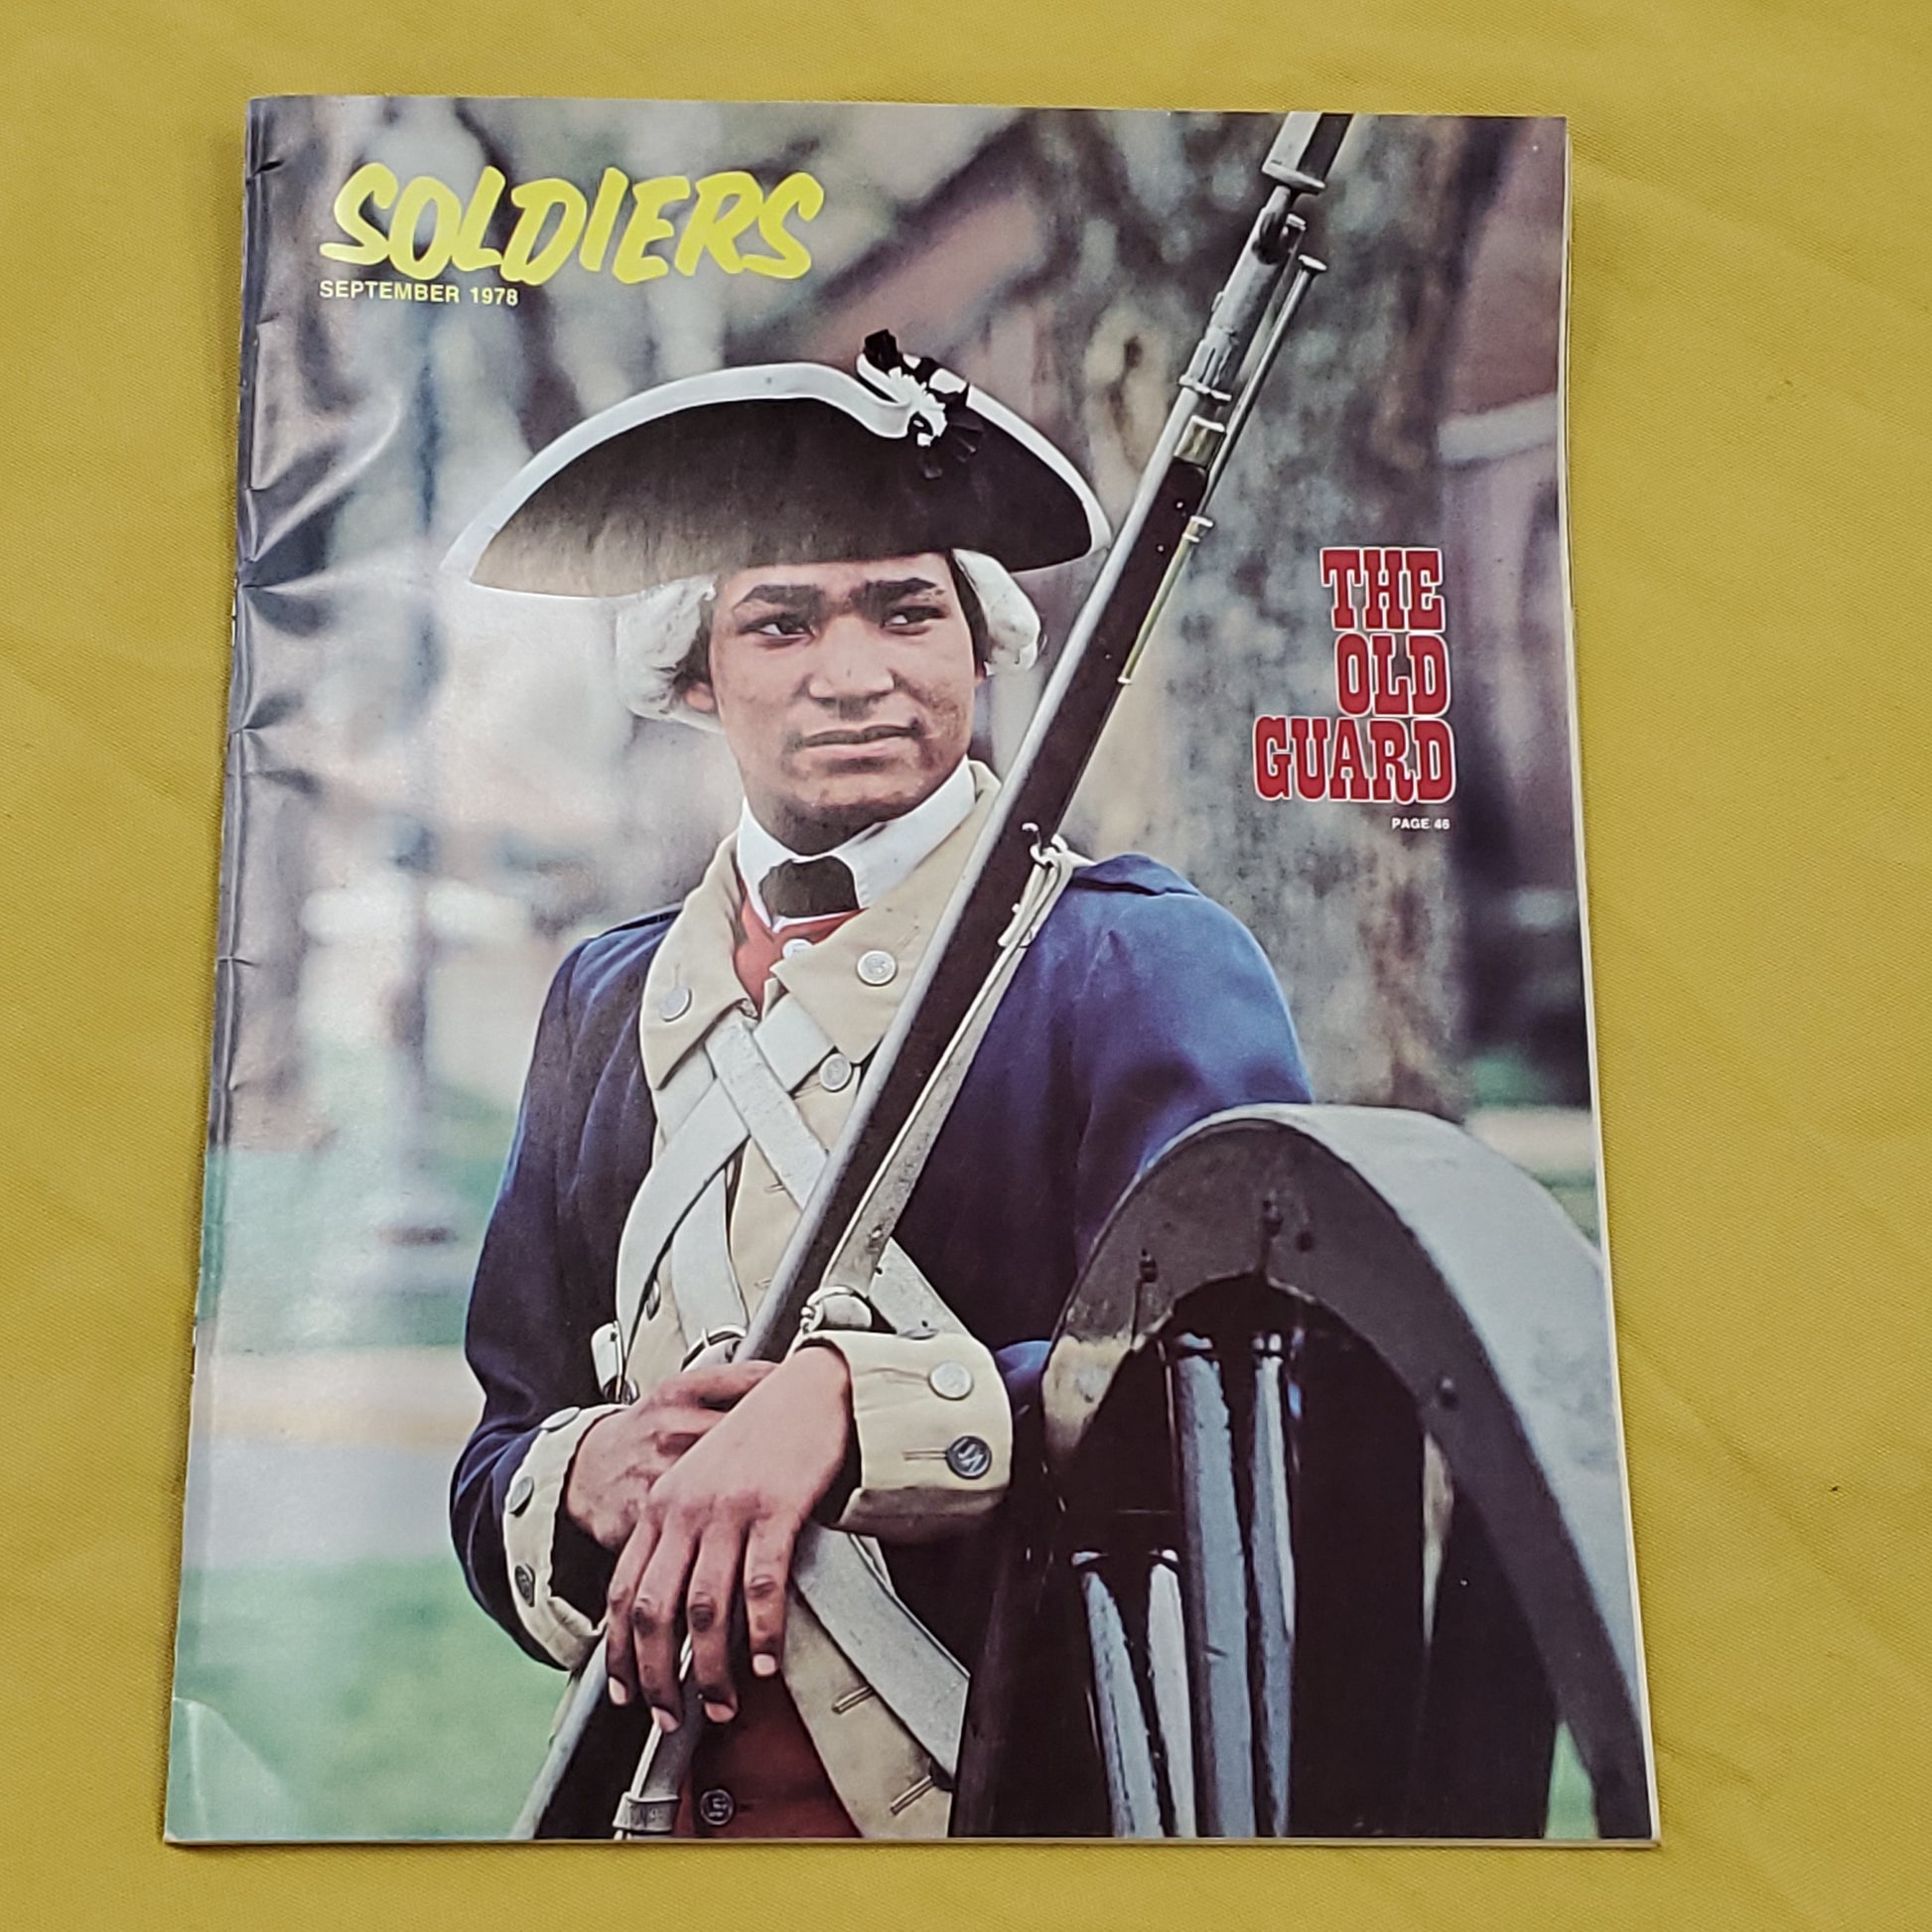 SOLDIERS
SEPTEMBER 1978
THE
OLD
GUARD
PAGE 46